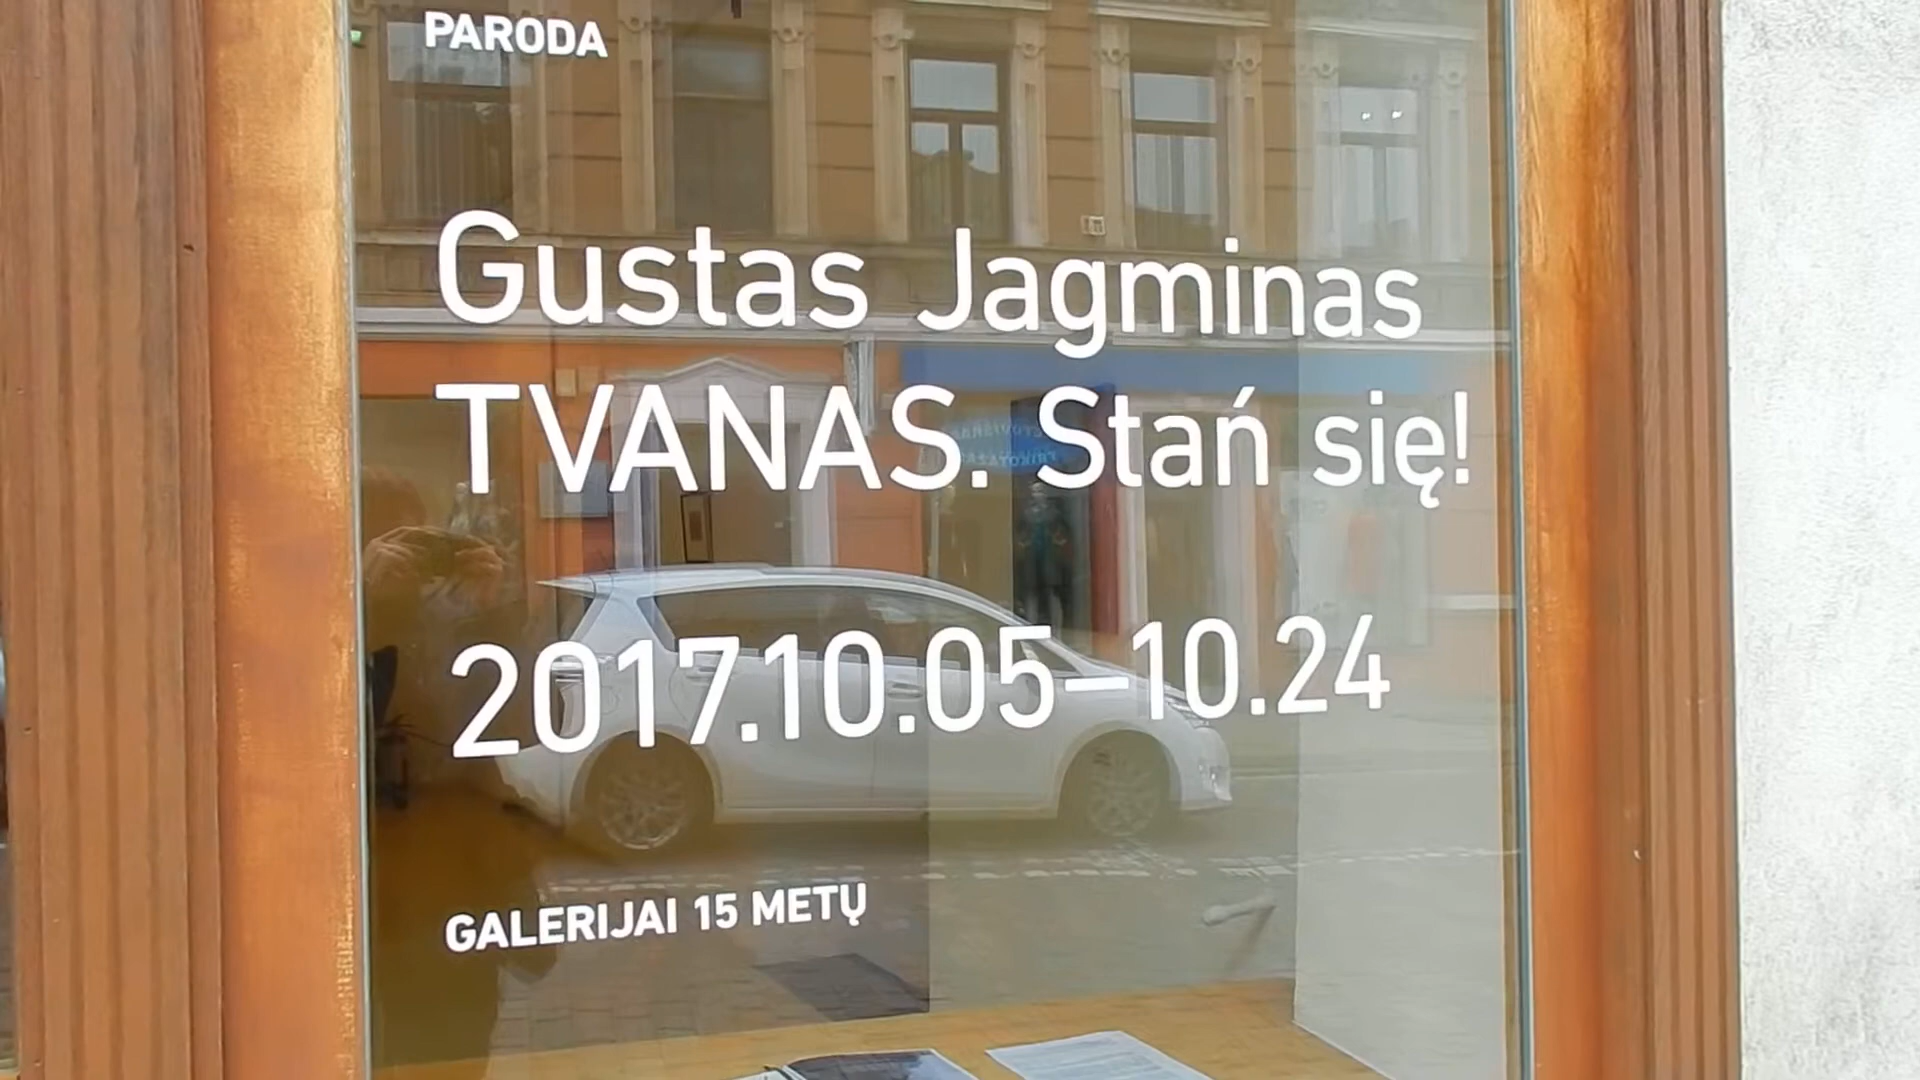 PARODA
Gustas Jagminas
TVANAS. Stań się!
2017.10.05–10.24
GALERIJAI 15 METŲ